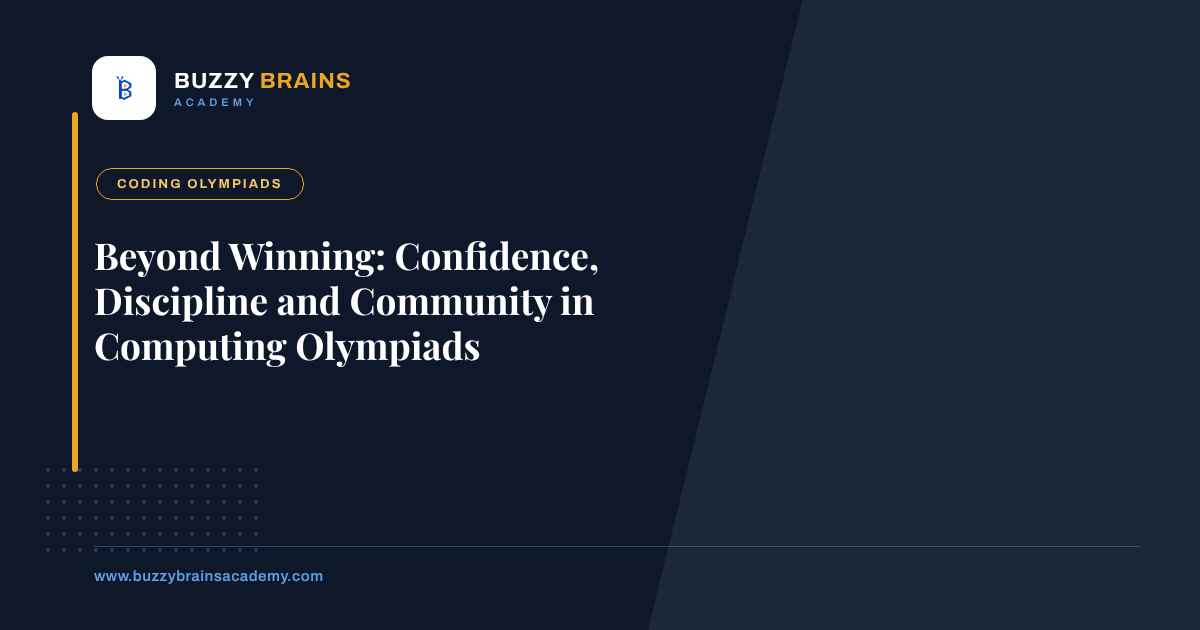 BUZZY BRAINS
ACADEMY
CODING OLYMPIADS
Beyond Winning: Confidence,
Discipline and Community in
Computing Olympiads
www.buzzybrainsacademy.com